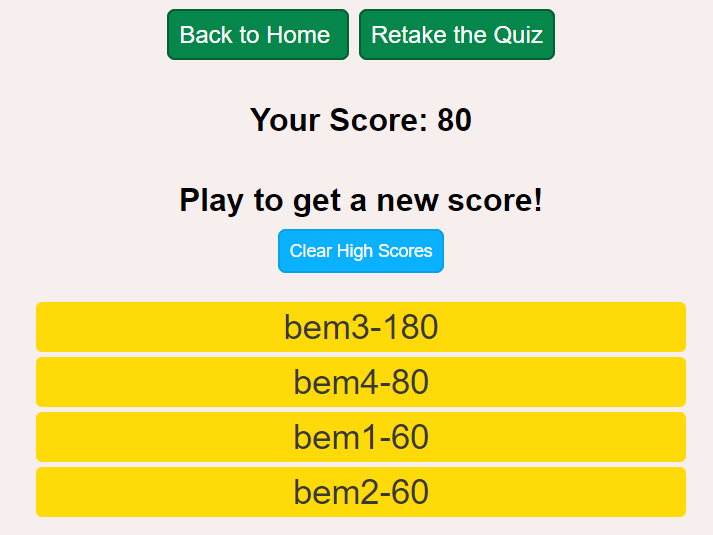 Back to Home Retake the Quiz
Your Score: 80
Play to get a new score!
Clear High Scores
bem3-180
bem4-80
bem1-60
bem2-60